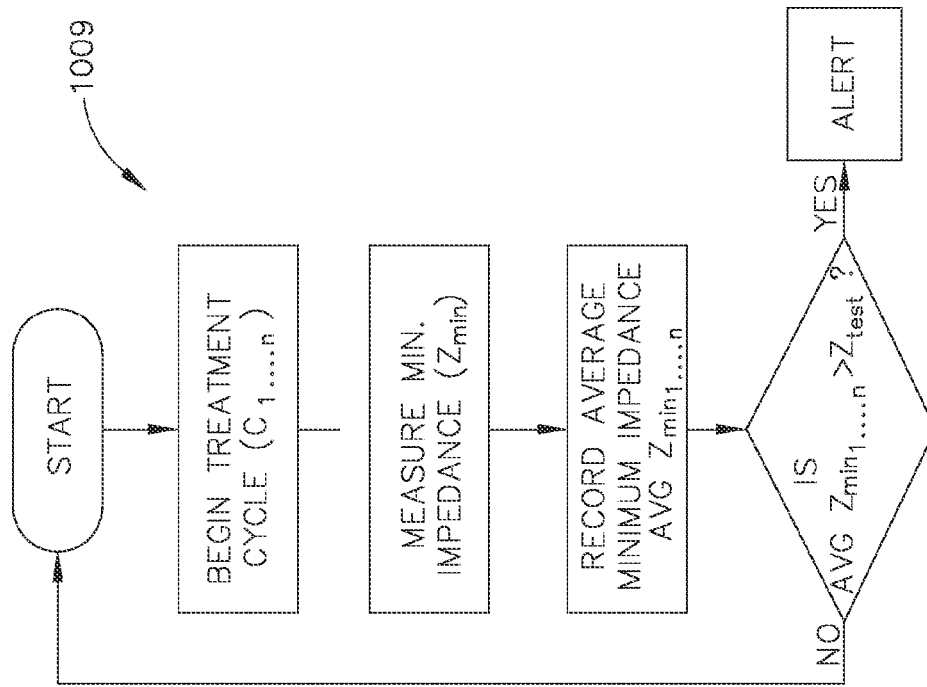 1009
START
BEGIN TREATMENT
CYCLE (C1....n)
MEASURE MIN.
IMPEDANCE (Zmin)
RECORD AVERAGE
MINIMUM IMPEDANCE
AVG Zmin1....n
IS
AVG Zmin1....n >Ztest ?
NO
YES
ALERT